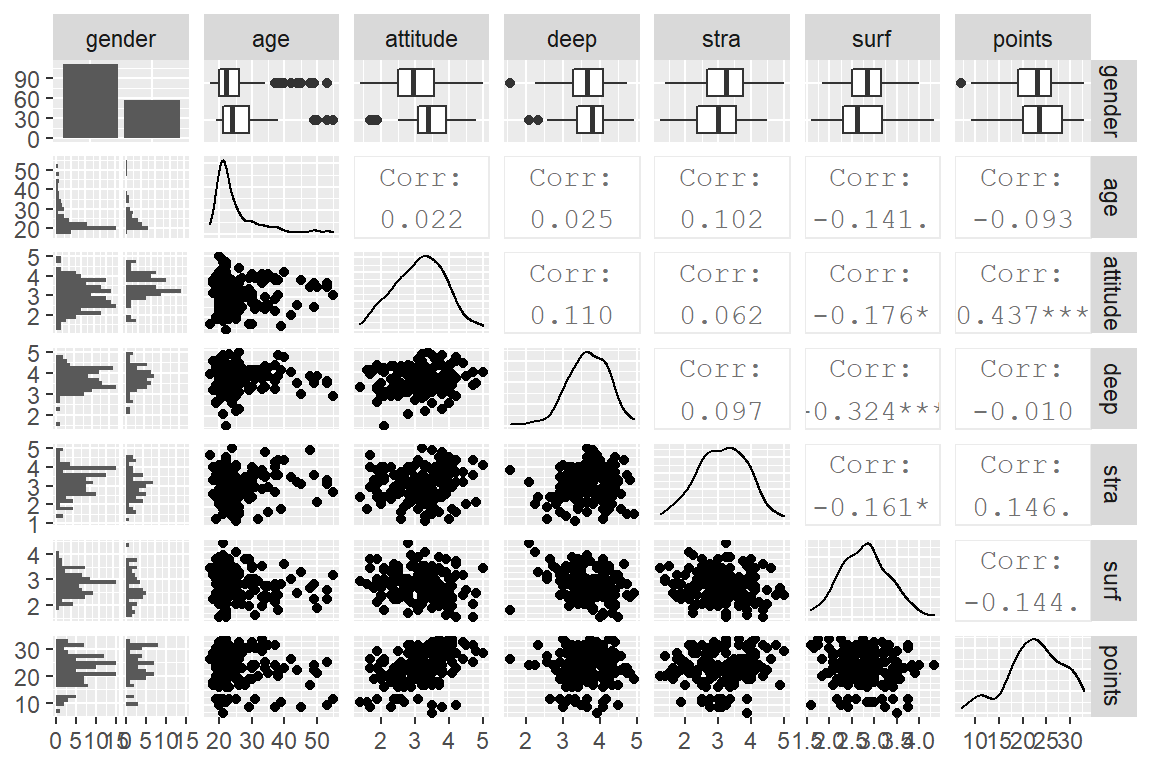 gender age attitude deep stra surf points
90
60
30
0
gender
50
40
30
20
Corr: Corr: Corr: Corr: Corr:
0.022 0.025 0.102 -0.141. -0.093
age
5
4
3
2
Corr: Corr: Corr: Corr:
0.110 0.062 -0.176* 0.437***
attitude
5
4
3
2
Corr: Corr: Corr:
0.097 -0.324*** -0.010
deep
5
4
3
2
1
Corr: Corr:
-0.161* 0.146.
stra
4
3
2
Corr:
-0.144.
surf
30
20
10
points
0 5 10 15 0 5 10 15 20 30 40 50 2 3 4 5 2 3 4 5 2 3 4 5 1.5 2.0 2.5 3.0 3.5 4.0 10 15 20 25 30